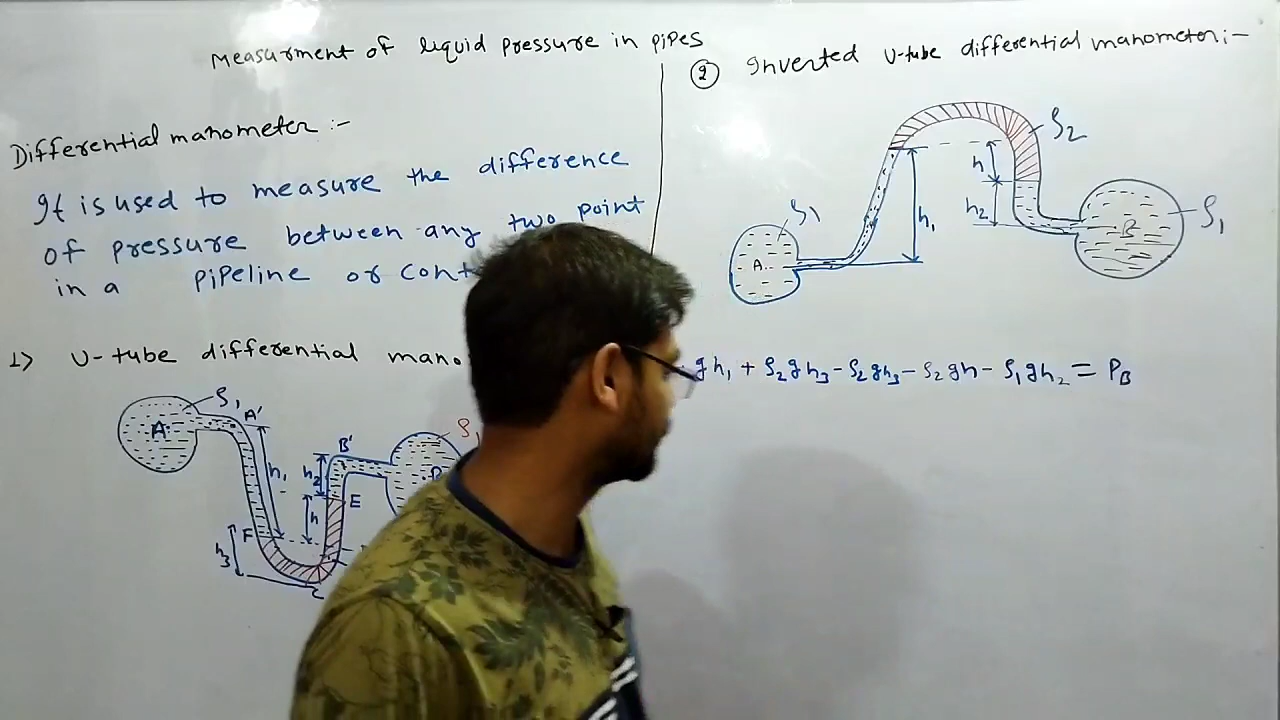 Measurment of liquid pressure in pipes
Differential manometer :-
It is used to measure the difference
of pressure between any two point
in a pipeline or cont
1) U-tube differential mano
ρ1
A
A'
h1
B'
h2
E
h
F
h3
C
ρ1
② Inverted U-tube differential manometer :-
ρ2
h
h2
h1
ρ1
A
B
ρ1
gh1 + ρ2gh3 - ρ2gh3 - ρ2gh - ρ1gh2 = PB